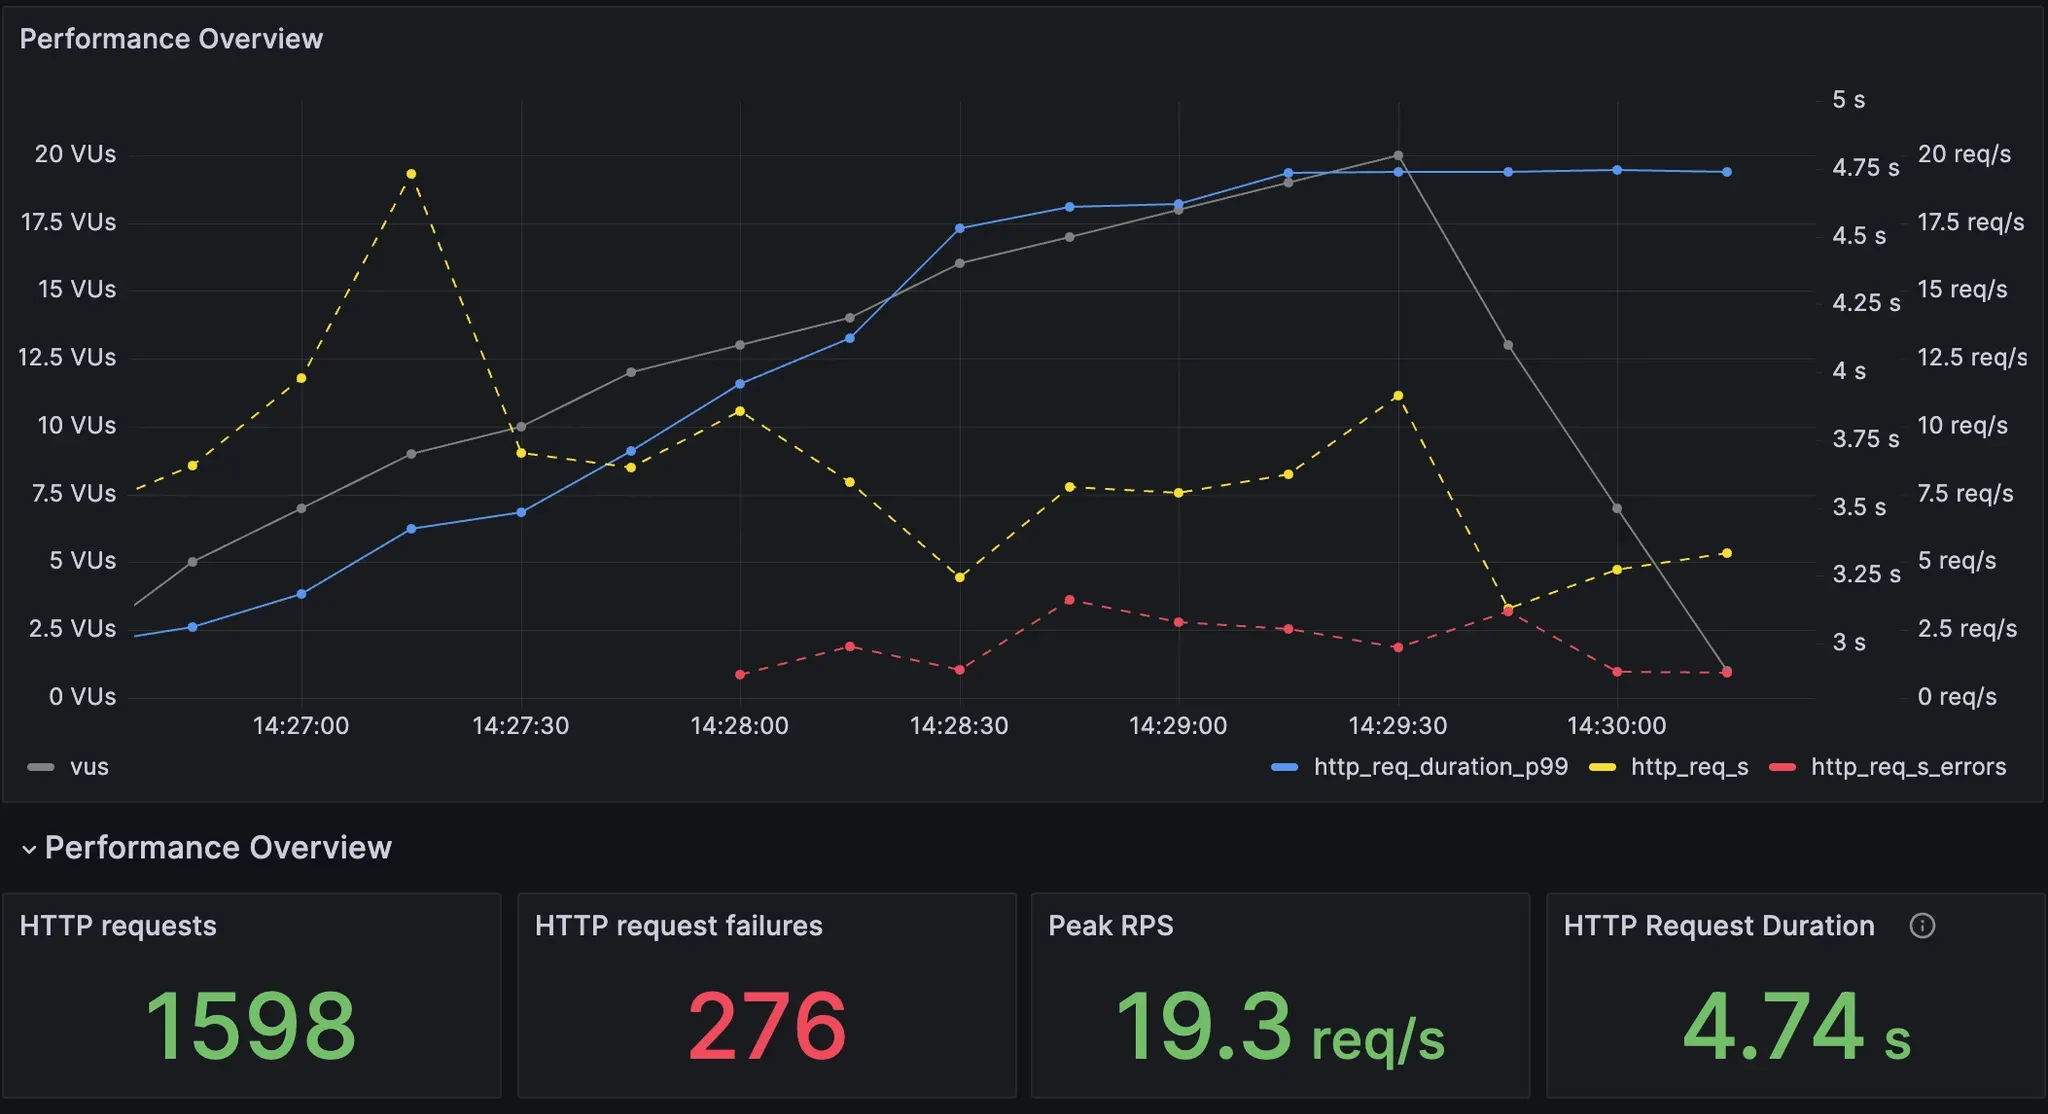 Performance Overview
5 s
20 VUs
4.75 s
20 req/s
17.5 VUs
4.5 s
17.5 req/s
15 VUs
4.25 s
15 req/s
12.5 VUs
4 s
12.5 req/s
10 VUs
3.75 s
10 req/s
7.5 VUs
3.5 s
7.5 req/s
5 VUs
3.25 s
5 req/s
2.5 VUs
3 s
2.5 req/s
0 VUs
0 req/s
14:27:00 14:27:30 14:28:00 14:28:30 14:29:00 14:29:30 14:30:00
vus http_req_duration_p99 http_req_s http_req_s_errors
Performance Overview
HTTP requests
1598
HTTP request failures
276
Peak RPS
19.3 req/s
HTTP Request Duration
4.74 s